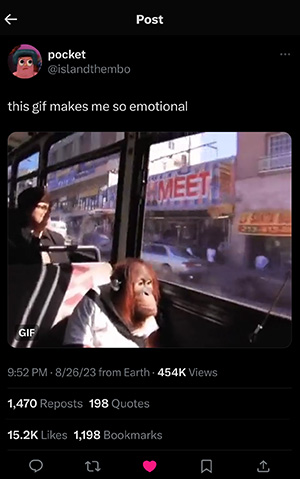 Post
pocket
@islandthembo
this gif makes me so emotional
MEET
GIF
9:52 PM · 8/26/23 from Earth · 454K Views
1,470 Reposts 198 Quotes
15.2K Likes 1,198 Bookmarks